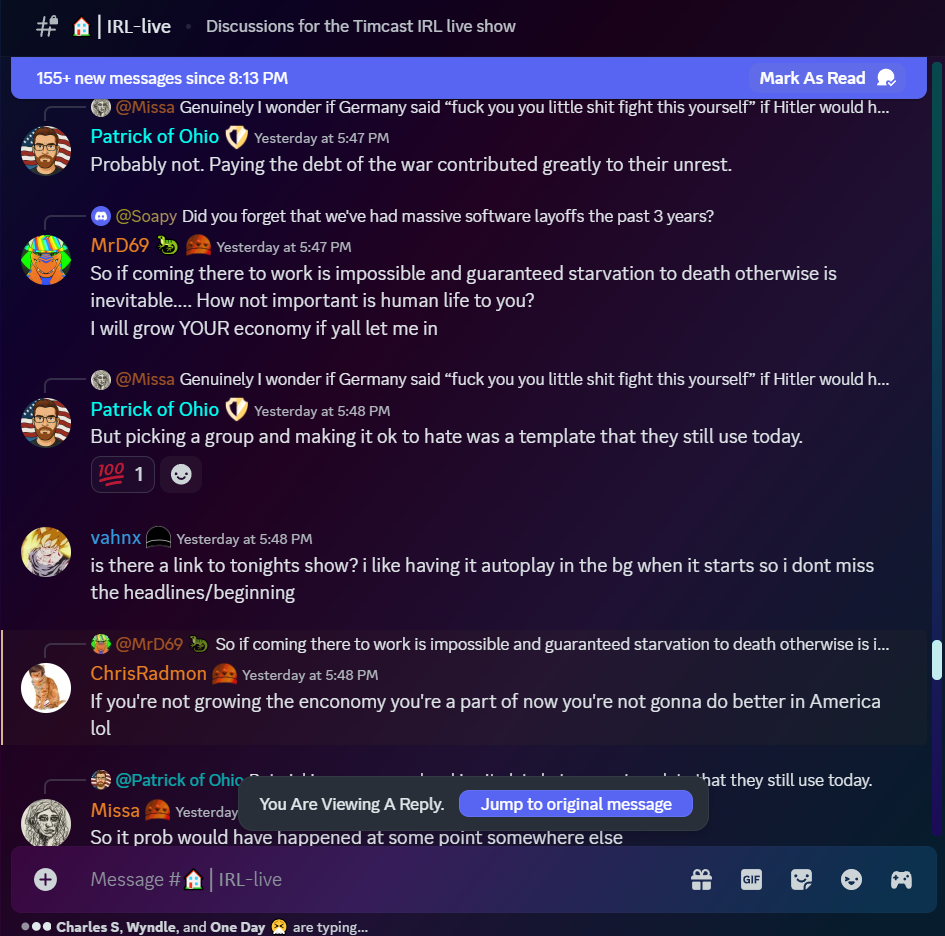 IRL-live • Discussions for the Timcast IRL live show
155+ new messages since 8:13 PM Mark As Read
@Missa Genuinely I wonder if Germany said “fuck you you little shit fight this yourself” if Hitler would h...
Patrick of Ohio Yesterday at 5:47 PM
Probably not. Paying the debt of the war contributed greatly to their unrest.
@Soapy Did you forget that we've had massive software layoffs the past 3 years?
MrD69 Yesterday at 5:47 PM
So if coming there to work is impossible and guaranteed starvation to death otherwise is
inevitable.... How not important is human life to you?
I will grow YOUR economy if yall let me in
@Missa Genuinely I wonder if Germany said “fuck you you little shit fight this yourself” if Hitler would h...
Patrick of Ohio Yesterday at 5:48 PM
But picking a group and making it ok to hate was a template that they still use today.
100 1
vahnx Yesterday at 5:48 PM
is there a link to tonights show? i like having it autoplay in the bg when it starts so i dont miss
the headlines/beginning
@MrD69 So if coming there to work is impossible and guaranteed starvation to death otherwise is i...
ChrisRadmon Yesterday at 5:48 PM
If you're not growing the enconomy you're a part of now you're not gonna do better in America
lol
@Patrick of Ohio that they still use today.
Missa Yesterday
You Are Viewing A Reply. Jump to original message
So it prob would have happened at some point somewhere else
Message # | IRL-live GIF
Charles S, Wyndle, and One Day are typing...